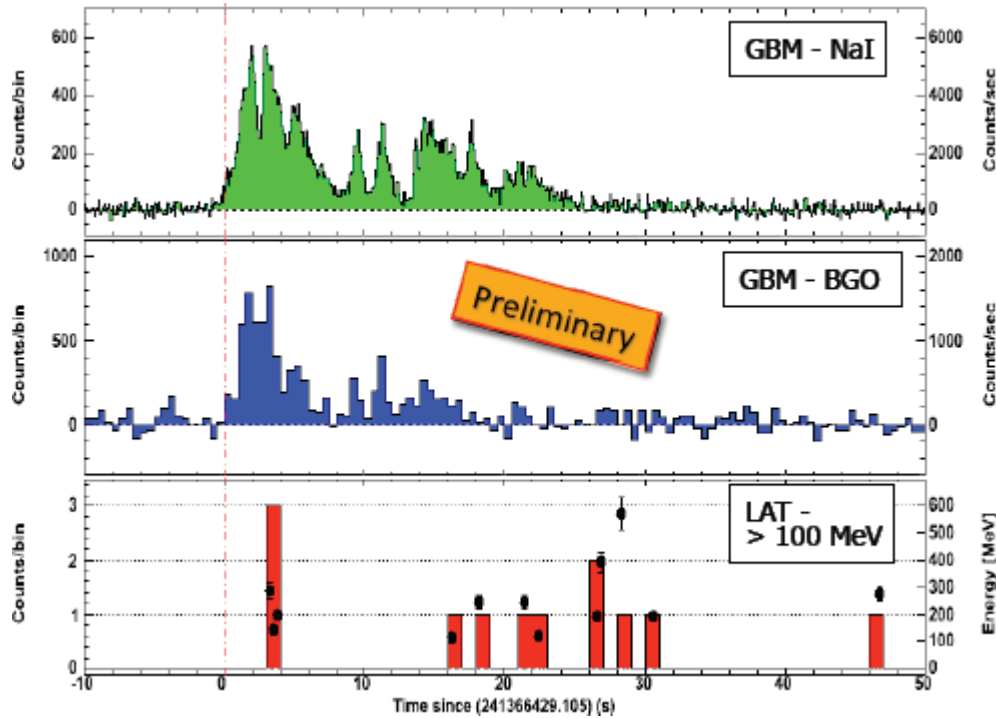 GBM - NaI
Counts/bin
600
400
200
0
6000
4000
2000
0
Counts/sec
GBM - BGO
Preliminary
Counts/bin
1000
500
0
2000
1000
0
Counts/sec
LAT -
> 100 MeV
Counts/bin
3
2
1
0
600
500
400
300
200
100
0
Energy [MeV]
-10 0 10 20 30 40 50
Time since (241366429.105) (s)